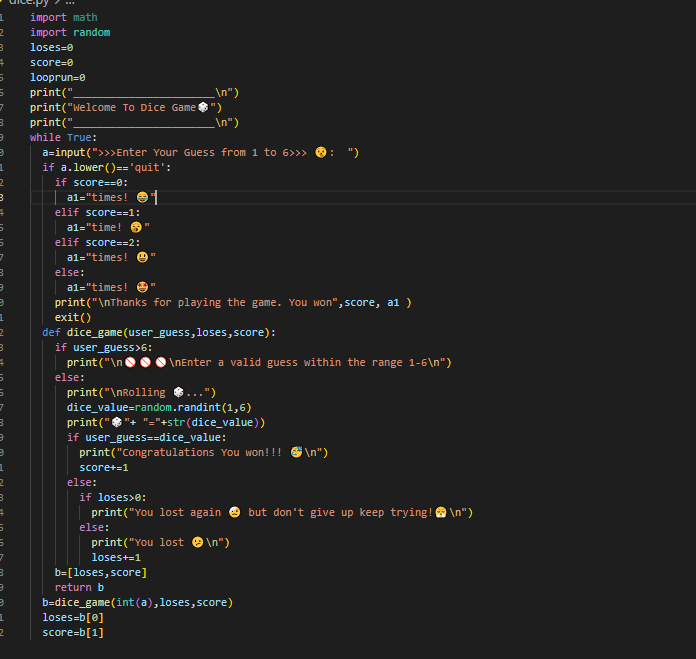 dice.py > ...
import math
import random
loses=0
score=0
looprun=0
print("_______________________\n")
print("Welcome To Dice Game🎲")
print("_______________________\n")
while True:
  a=input(">>>Enter Your Guess from 1 to 6>>> 😗:  ")
  if a.lower()=='quit':
    if score==0:
      a1="times! 😂"
    elif score==1:
      a1="time! 😗"
    elif score==2:
      a1="times! 😃"
    else:
      a1="times! 🤩"
    print("\nThanks for playing the game. You won",score, a1 )
    exit()
  def dice_game(user_guess,loses,score):
    if user_guess>6:
      print("\n🚫🚫🚫\nEnter a valid guess within the range 1-6\n")
    else:
      print("\nRolling 🎲...")
      dice_value=random.randint(1,6)
      print("🎲"+ "="+str(dice_value))
      if user_guess==dice_value:
        print("Congratulations You won!!! 🥳\n")
        score+=1
      else:
        if loses>0:
          print("You lost again 🤕 but don't give up keep trying!😤\n")
        else:
          print("You lost 😕\n")
          loses+=1
    b=[loses,score]
    return b
  b=dice_game(int(a),loses,score)
  loses=b[0]
  score=b[1]